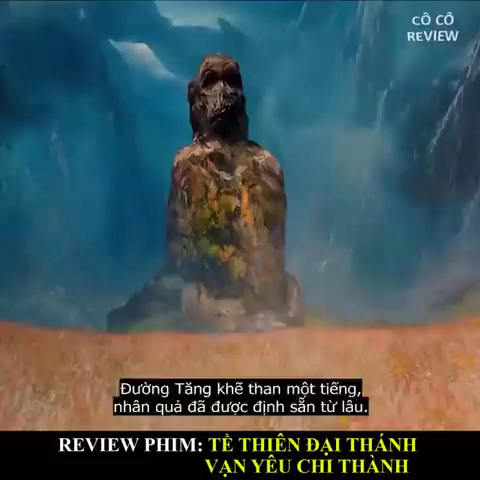 CÔ CÔ
REVIEW
Đường Tăng khẽ than một tiếng,
nhân quả đã được định sẵn từ lâu.
REVIEW PHIM: TỀ THIÊN ĐẠI THÁNH
VẠN YÊU CHI THÀNH